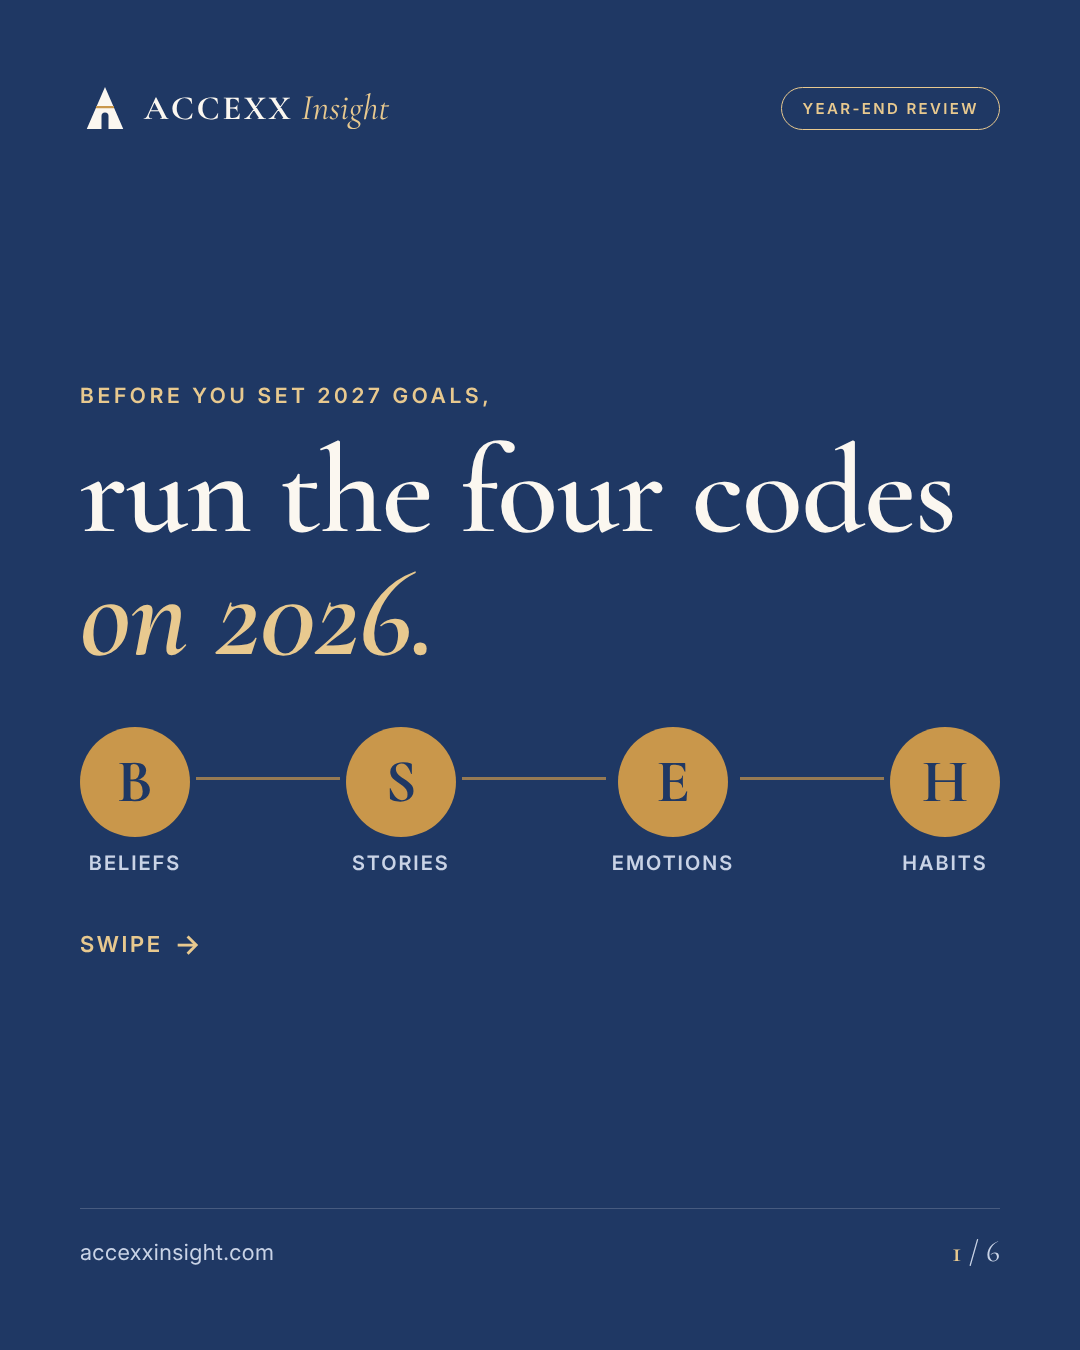 ACCEXX Insight
YEAR-END REVIEW
BEFORE YOU SET 2027 GOALS,
run the four codes
on 2026.
B S E H
BELIEFS STORIES EMOTIONS HABITS
SWIPE →
accexxinsight.com
1 / 6